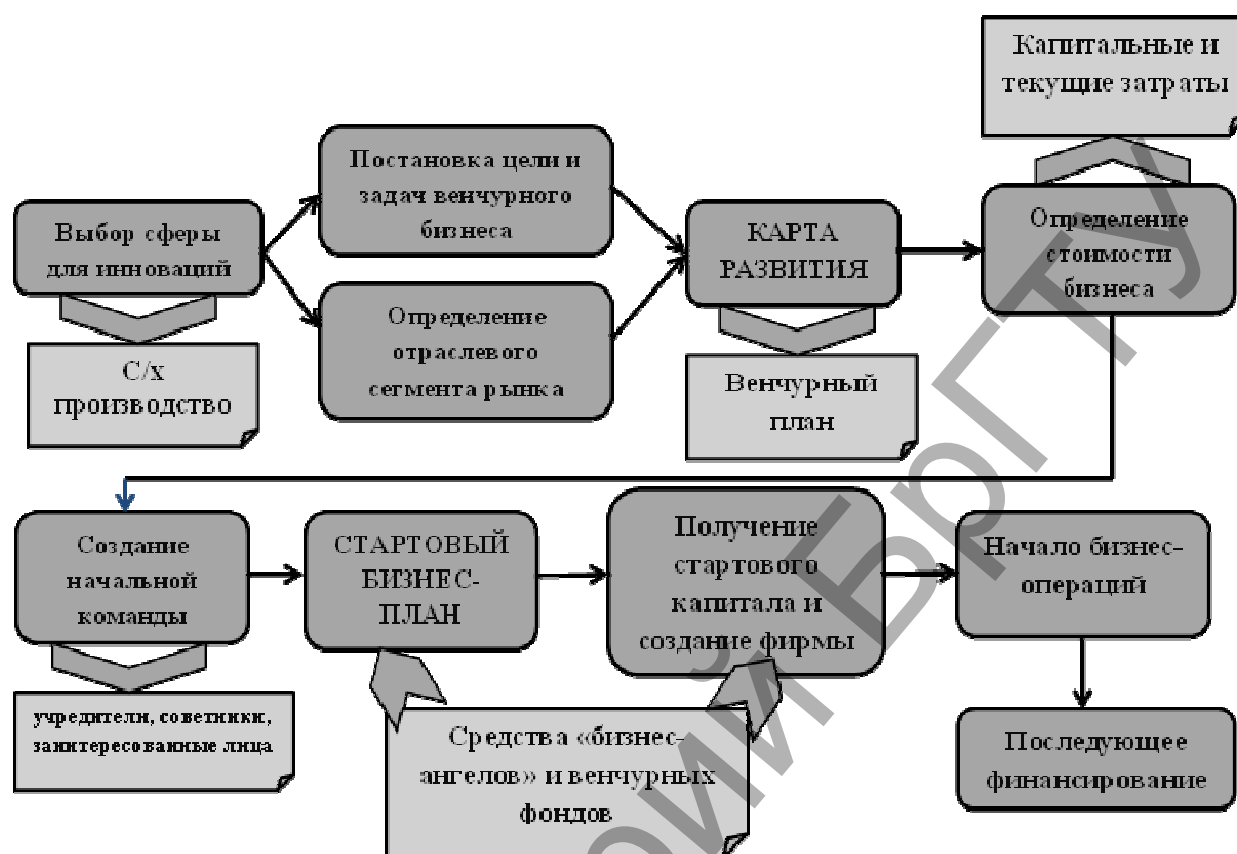 Капитальные и
текущие затраты
Постановка цели и
задач венчурного
бизнеса
Выбор сферы
для инноваций
КАРТА
РАЗВИТИЯ
Определение
стоимости
бизнеса
Определение
отраслевого
сегмента рынка
С/х
производство
Венчурный
план
Создание
начальной
команды
СТАРТОВЫЙ
БИЗНЕС-
ПЛАН
Получение
стартового
капитала и
создание фирмы
Начало бизнес-
операций
учредители, советники,
заинтересованные лица
Средства «бизнес-
ангелов» и венчурных
фондов
Последующее
финансирование
БрГТУ